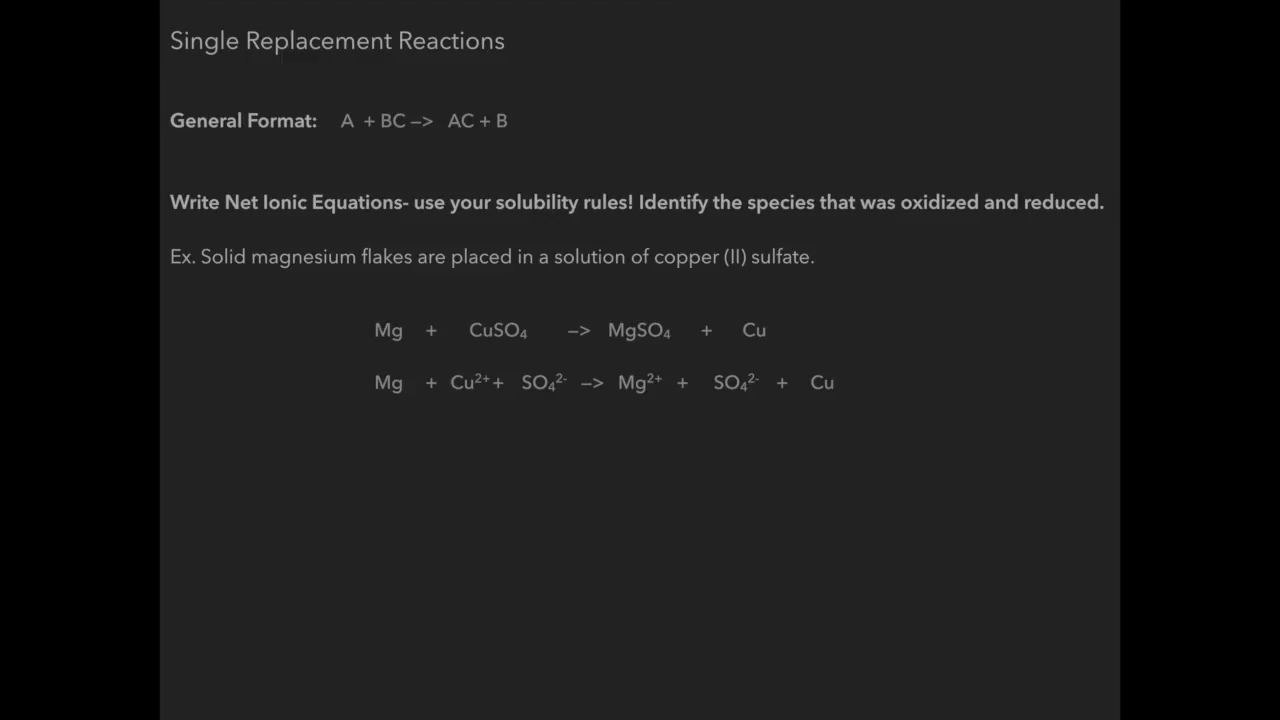 Single Replacement Reactions
General Format: A + BC —> AC + B
Write Net Ionic Equations- use your solubility rules! Identify the species that was oxidized and reduced.
Ex. Solid magnesium flakes are placed in a solution of copper (II) sulfate.
Mg + CuSO₄ —> MgSO₄ + Cu
Mg + Cu²⁺ + SO₄²⁻ —> Mg²⁺ + SO₄²⁻ + Cu